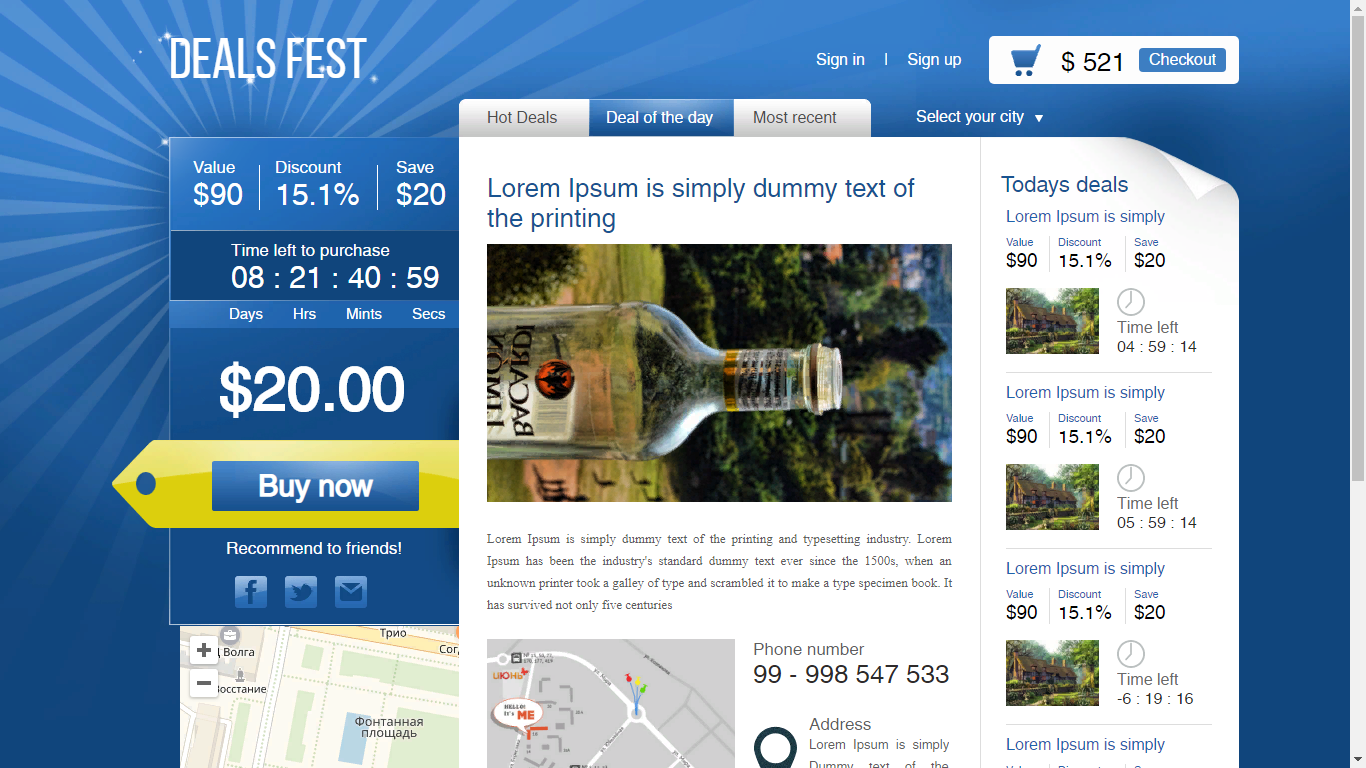 DEALS FEST
Sign in
Sign up
$ 521
Checkout
Hot Deals
Deal of the day
Most recent
Select your city
Value
Discount
Save
$90
15.1%
$20
Time left to purchase
08 : 21 : 40 : 59
Days
Hrs
Mints
Secs
$20.00
Buy now
Recommend to friends!
Трио
Волга
Восстание
Фонтанная
площадь
Lorem Ipsum is simply dummy text of
the printing
BACARDI
LIMON
Lorem Ipsum is simply dummy text of the printing and typesetting industry. Lorem
Ipsum has been the industry's standard dummy text ever since the 1500s, when an
unknown printer took a galley of type and scrambled it to make a type specimen book. It
has survived not only five centuries
HELLO!
It's ME
Phone number
99 - 998 547 533
Address
Lorem Ipsum is simply
Dummy text of the
Todays deals
Lorem Ipsum is simply
Value
Discount
Save
$90
15.1%
$20
Time left
04 : 59 : 14
Lorem Ipsum is simply
Value
Discount
Save
$90
15.1%
$20
Time left
05 : 59 : 14
Lorem Ipsum is simply
Value
Discount
Save
$90
15.1%
$20
Time left
-6 : 19 : 16
Lorem Ipsum is simply